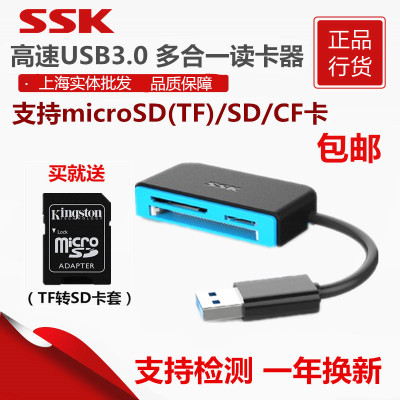 SSK
高速USB3.0 多合一读卡器
上海实体批发 品质保障
正品
行货
支持microSD(TF)/SD/CF卡
包邮
买就送
SSK
Kingston
Lock
micro
SD
ADAPTER
（TF转SD卡套）
支持检测 一年换新